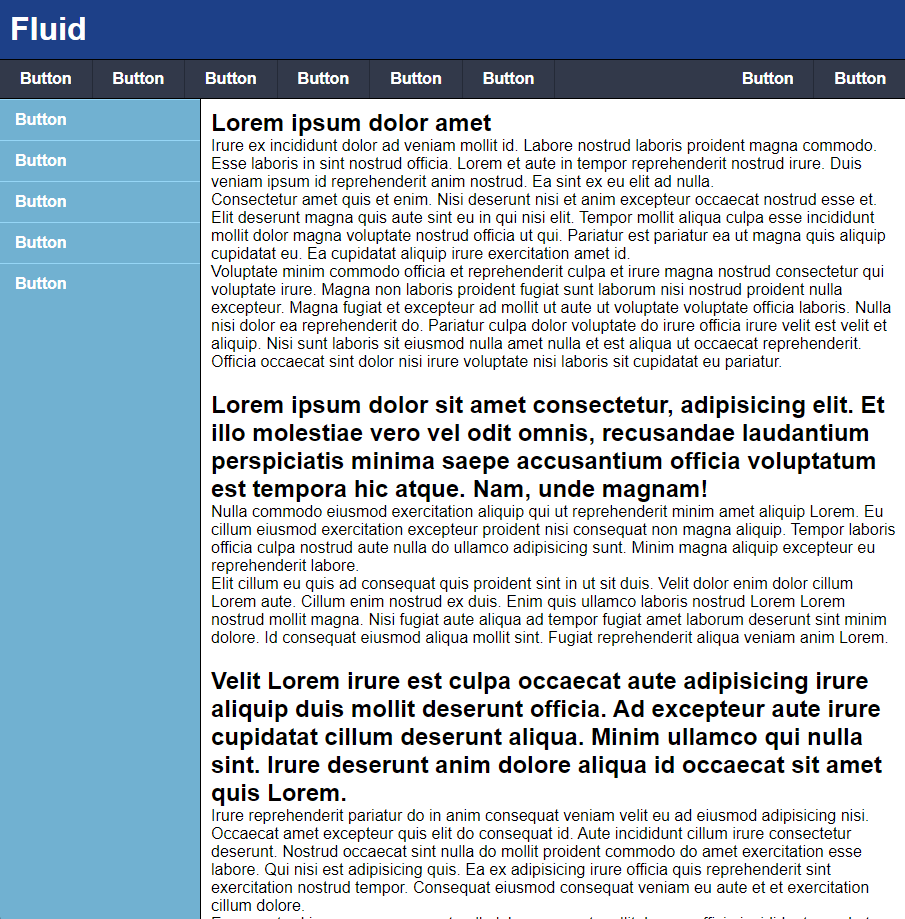 Fluid
Button Button Button Button Button Button Button Button
Button
Button
Button
Button
Button
Lorem ipsum dolor amet
Irure ex incididunt dolor ad veniam mollit id. Labore nostrud laboris proident magna commodo.
Esse laboris in sint nostrud officia. Lorem et aute in tempor reprehenderit nostrud irure. Duis
veniam ipsum id reprehenderit anim nostrud. Ea sint ex eu elit ad nulla.
Consectetur amet quis et enim. Nisi deserunt nisi et anim excepteur occaecat nostrud esse et.
Elit deserunt magna quis aute sint eu in qui nisi elit. Tempor mollit aliqua culpa esse incididunt
mollit dolor magna voluptate nostrud officia ut qui. Pariatur est pariatur ea ut magna quis aliquip
cupidatat eu. Ea cupidatat aliquip irure exercitation amet id.
Voluptate minim commodo officia et reprehenderit culpa et irure magna nostrud consectetur qui
voluptate irure. Magna non laboris proident fugiat sunt laborum nisi nostrud proident nulla
excepteur. Magna fugiat et excepteur ad mollit ut aute ut voluptate voluptate officia laboris. Nulla
nisi dolor ea reprehenderit do. Pariatur culpa dolor voluptate do irure officia irure velit est velit et
aliquip. Nisi sunt laboris sit eiusmod nulla amet nulla et est aliqua ut occaecat reprehenderit.
Officia occaecat sint dolor nisi irure voluptate nisi laboris sit cupidatat eu pariatur.
Lorem ipsum dolor sit amet consectetur, adipisicing elit. Et
illo molestiae vero vel odit omnis, recusandae laudantium
perspiciatis minima saepe accusantium officia voluptatum
est tempora hic atque. Nam, unde magnam!
Nulla commodo eiusmod exercitation aliquip qui ut reprehenderit minim amet aliquip Lorem. Eu
cillum eiusmod exercitation excepteur proident nisi consequat non magna aliquip. Tempor laboris
officia culpa nostrud aute nulla do ullamco adipisicing sunt. Minim magna aliquip excepteur eu
reprehenderit labore.
Elit cillum eu quis ad consequat quis proident sint in ut sit duis. Velit dolor enim dolor cillum
Lorem aute. Cillum enim nostrud ex duis. Enim quis ullamco laboris nostrud Lorem Lorem
nostrud mollit magna. Nisi fugiat aute aliqua ad tempor fugiat amet laborum deserunt sint minim
dolore. Id consequat eiusmod aliqua mollit sint. Fugiat reprehenderit aliqua veniam anim Lorem.
Velit Lorem irure est culpa occaecat aute adipisicing irure
aliquip duis mollit deserunt officia. Ad excepteur aute irure
cupidatat cillum deserunt aliqua. Minim ullamco qui nulla
sint. Irure deserunt anim dolore aliqua id occaecat sit amet
quis Lorem.
Irure reprehenderit pariatur do in anim consequat veniam velit eu ad eiusmod adipisicing nisi.
Occaecat amet excepteur quis elit do consequat id. Aute incididunt cillum irure consectetur
deserunt. Nostrud occaecat sint nulla do mollit proident commodo do amet exercitation esse
labore. Qui nisi est adipisicing quis. Ea ex adipisicing irure officia quis reprehenderit sint
exercitation nostrud tempor. Consequat eiusmod consequat veniam eu aute et et exercitation
cillum dolore.